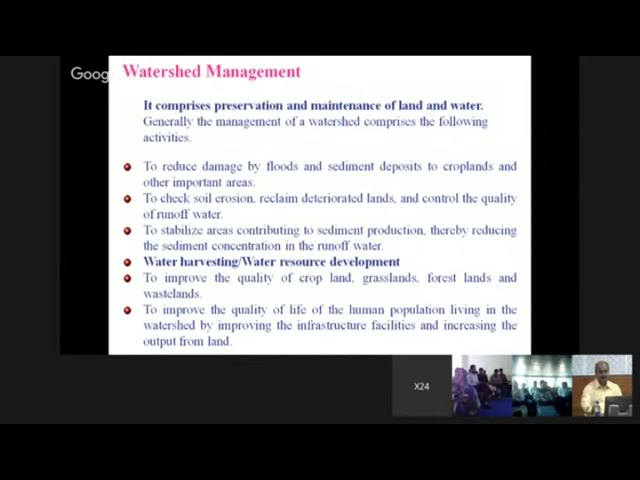 Goog
Watershed Management
It comprises preservation and maintenance of land and water.
Generally the management of a watershed comprises the following
activities.
To reduce damage by floods and sediment deposits to croplands and
other important areas.
To check soil erosion, reclaim deteriorated lands, and control the quality
of runoff water.
To stabilize areas contributing to sediment production, thereby reducing
the sediment concentration in the runoff water.
Water harvesting/Water resource development
To improve the quality of crop land, grasslands, forest lands and
wastelands.
To improve the quality of life of the human population living in the
watershed by improving the infrastructure facilities and increasing the
output from land.
X24